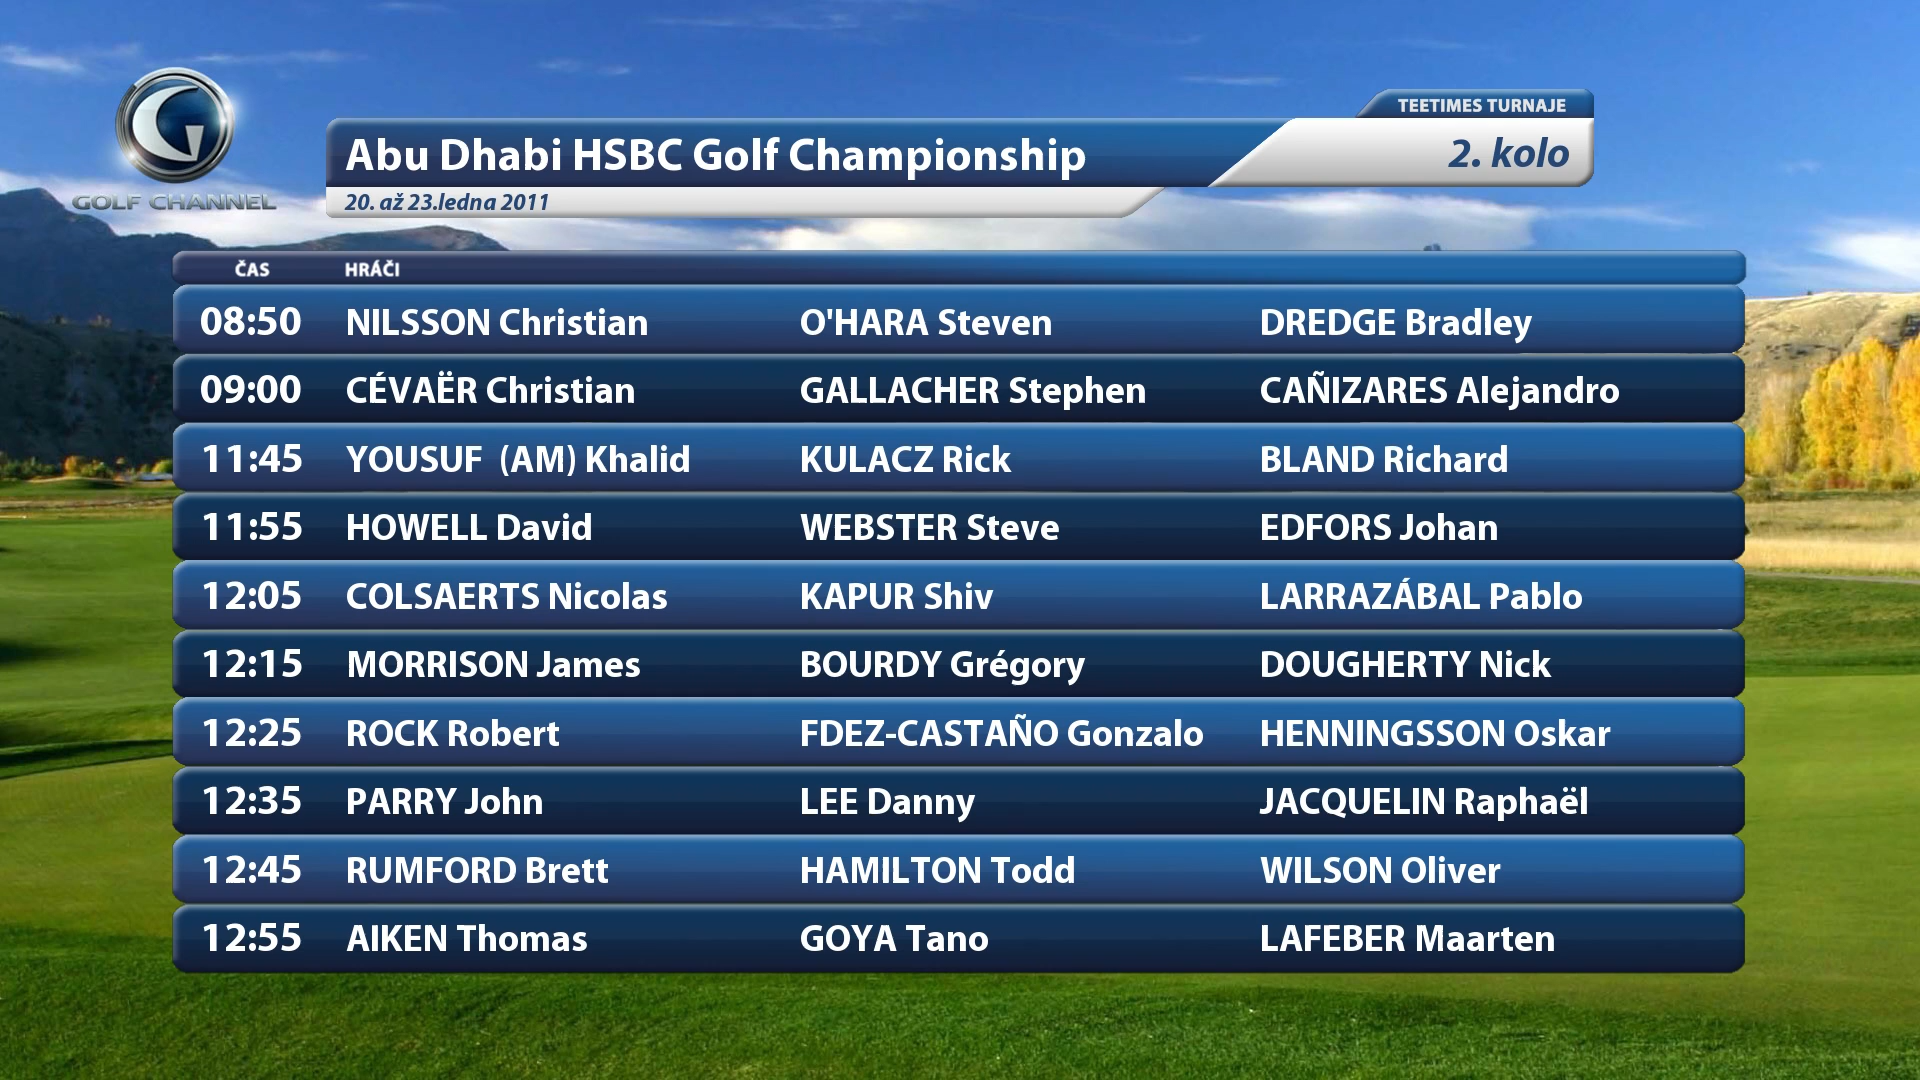 GOLF CHANNEL
TEETIMES TURNAJE
Abu Dhabi HSBC Golf Championship 2. kolo
20. až 23.ledna 2011
ČAS HRÁČI
08:50 NILSSON Christian O'HARA Steven DREDGE Bradley
09:00 CÉVAËR Christian GALLACHER Stephen CAÑIZARES Alejandro
11:45 YOUSUF (AM) Khalid KULACZ Rick BLAND Richard
11:55 HOWELL David WEBSTER Steve EDFORS Johan
12:05 COLSAERTS Nicolas KAPUR Shiv LARRAZÁBAL Pablo
12:15 MORRISON James BOURDY Grégory DOUGHERTY Nick
12:25 ROCK Robert FDEZ-CASTAÑO Gonzalo HENNINGSSON Oskar
12:35 PARRY John LEE Danny JACQUELIN Raphaël
12:45 RUMFORD Brett HAMILTON Todd WILSON Oliver
12:55 AIKEN Thomas GOYA Tano LAFEBER Maarten